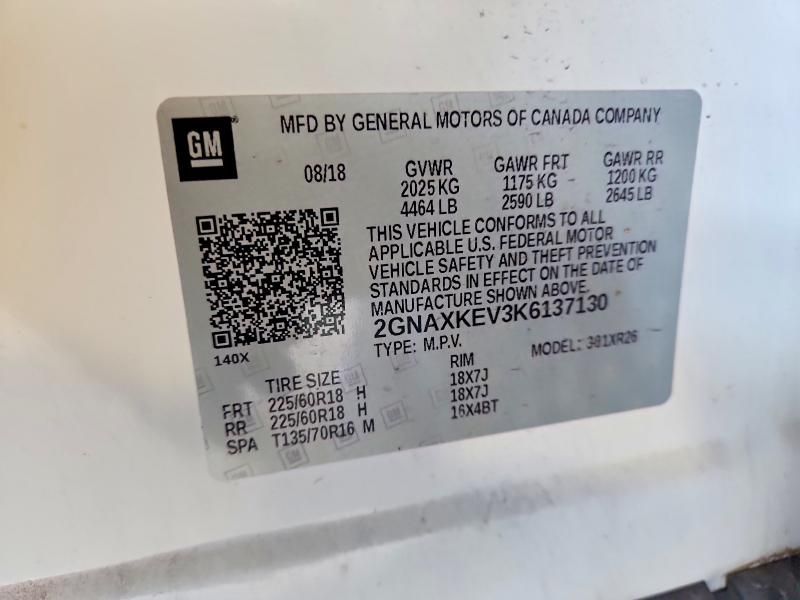 GM
MFD BY GENERAL MOTORS OF CANADA COMPANY
08/18 GVWR GAWR FRT GAWR RR
2025 KG 1175 KG 1200 KG
4464 LB 2590 LB 2645 LB
THIS VEHICLE CONFORMS TO ALL
APPLICABLE U.S. FEDERAL MOTOR
VEHICLE SAFETY AND THEFT PREVENTION
STANDARDS IN EFFECT ON THE DATE OF
MANUFACTURE SHOWN ABOVE.
2GNAXKEV3K6137130
TYPE: M.P.V. MODEL:
140X
TIRE SIZE RIM
FRT 225/60R18 H 18X7J
RR 225/60R18 H 18X7J
SPA T135/70R16 M 16X4BT